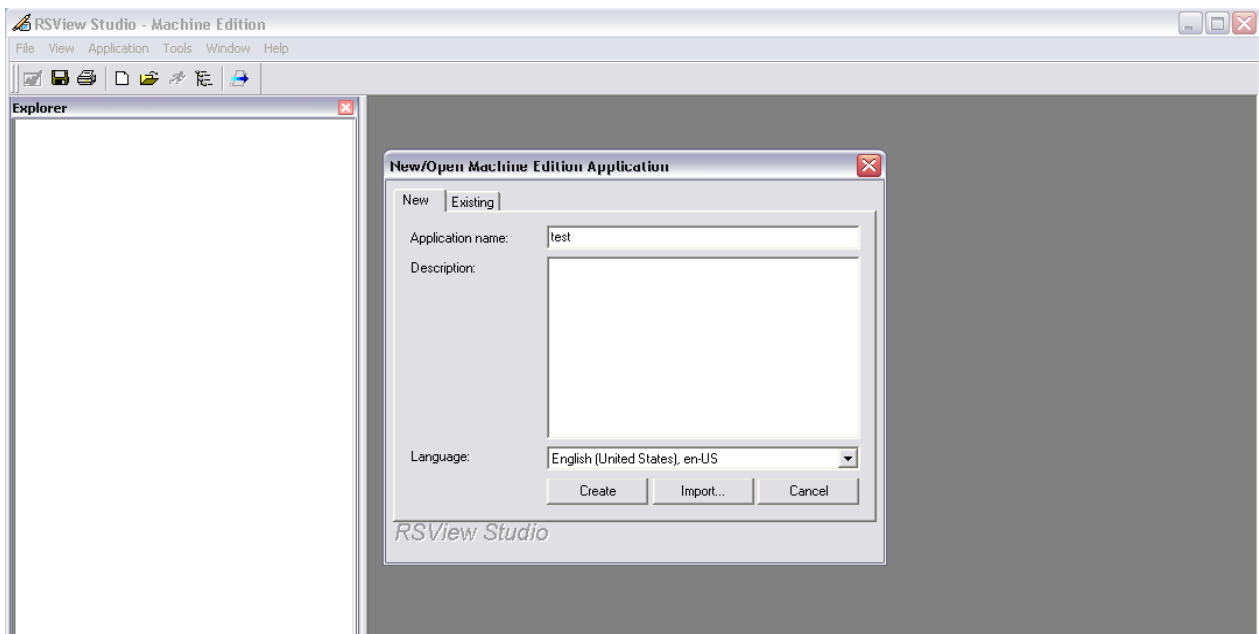 RSView Studio - Machine Edition
File View Application Tools Window Help
Explorer
New/Open Machine Edition Application
New Existing
Application name: test
Description:
Language: English (United States), en-US
Create Import... Cancel
RSView Studio